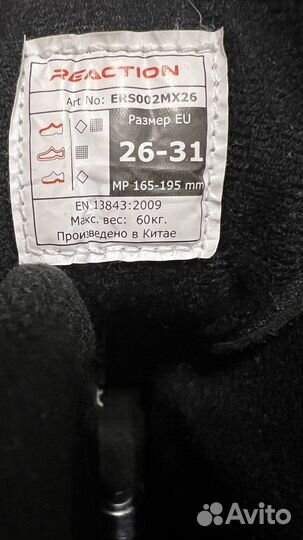 REACTION
Art No: ERS002MX26
Размер EU
26-31
MP 165-195 mm
EN 13843:2009
Макс. вес: 60кг.
Произведено в Китае
Avito